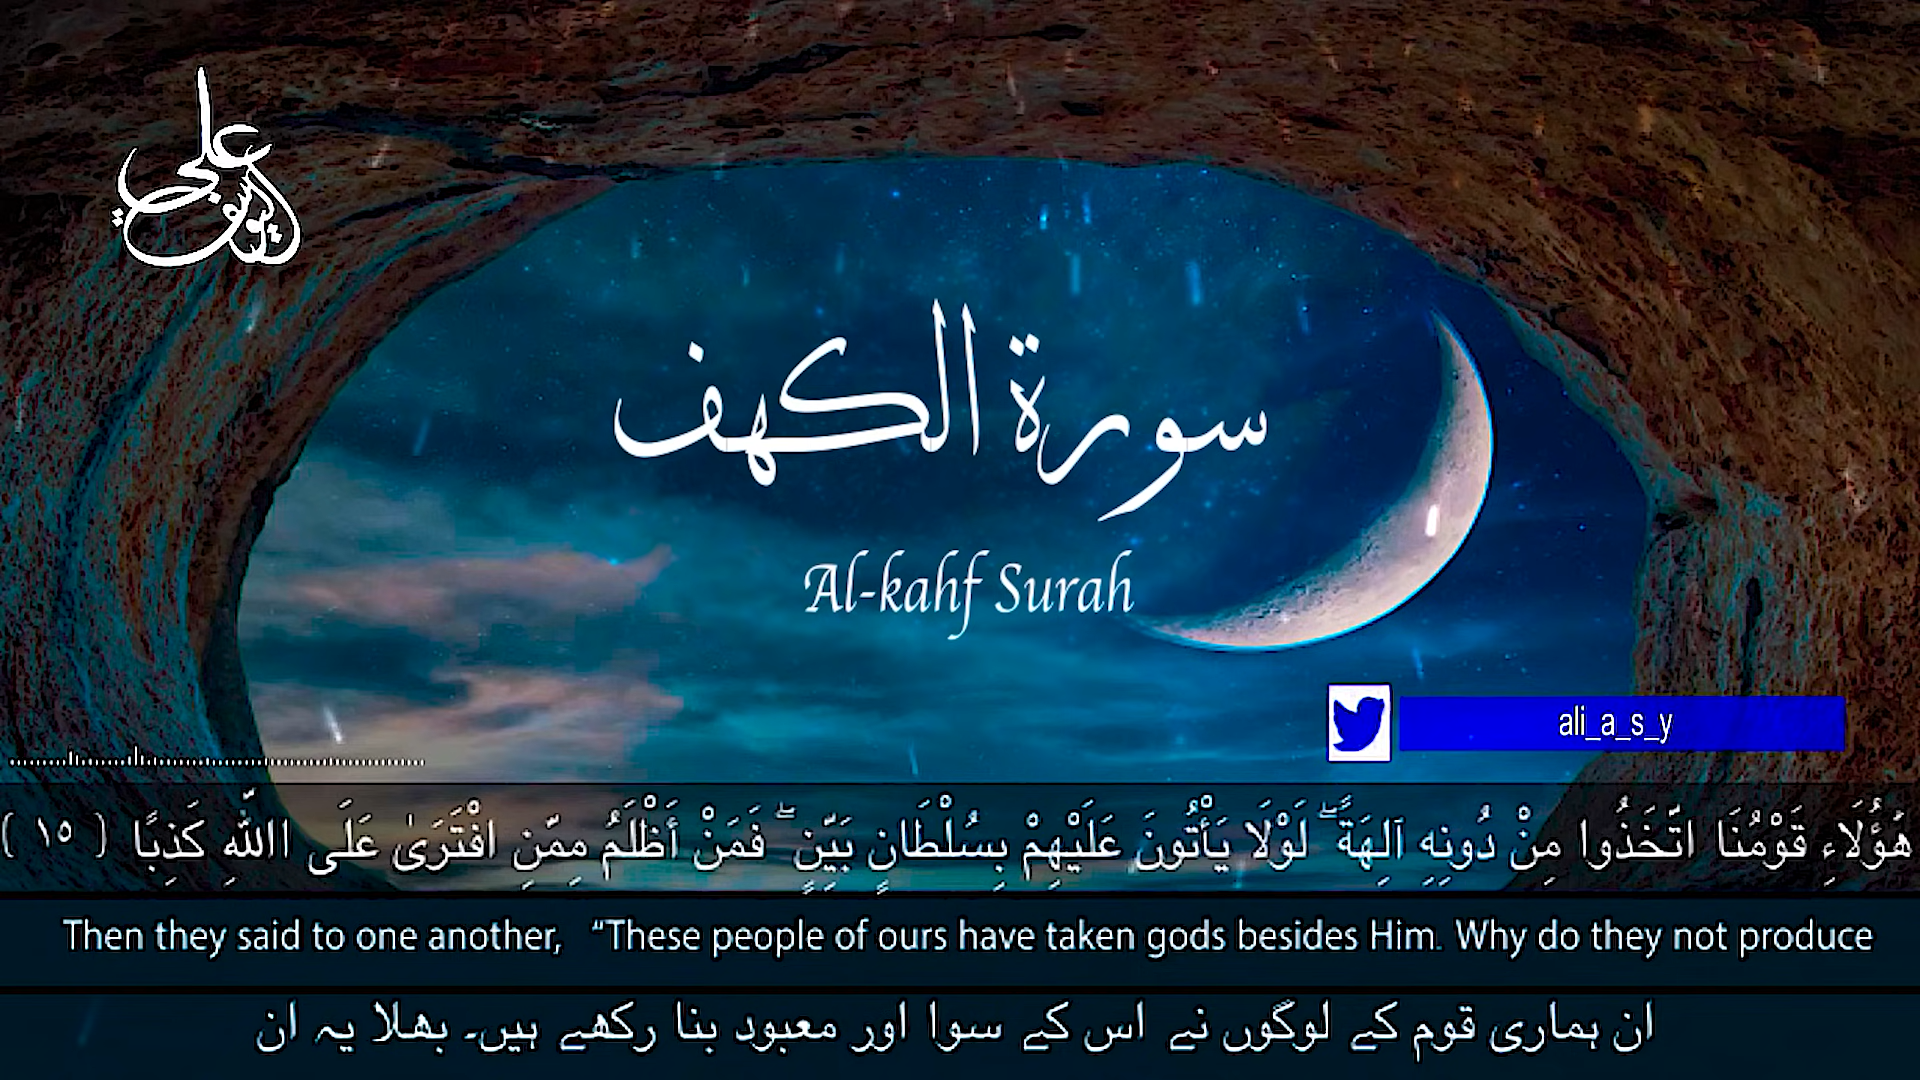 علي اليوسف
سورة الكهف
Al-kahf Surah
ali_a_s_y
هَٰؤُلَاءِ قَوْمُنَا اتَّخَذُوا مِنْ دُونِهِ آلِهَةً ۖ لَوْلَا يَأْتُونَ عَلَيْهِمْ بِسُلْطَانٍ بَيِّنٍ ۖ فَمَنْ أَظْلَمُ مِمَّنِ افْتَرَىٰ عَلَى اللَّهِ كَذِبًا ( ١٥ )
Then they said to one another, “These people of ours have taken gods besides Him. Why do they not produce
ان ہماری قوم کے لوگوں نے اس کے سوا اور معبود بنا رکھے ہیں۔ بھلا یہ ان